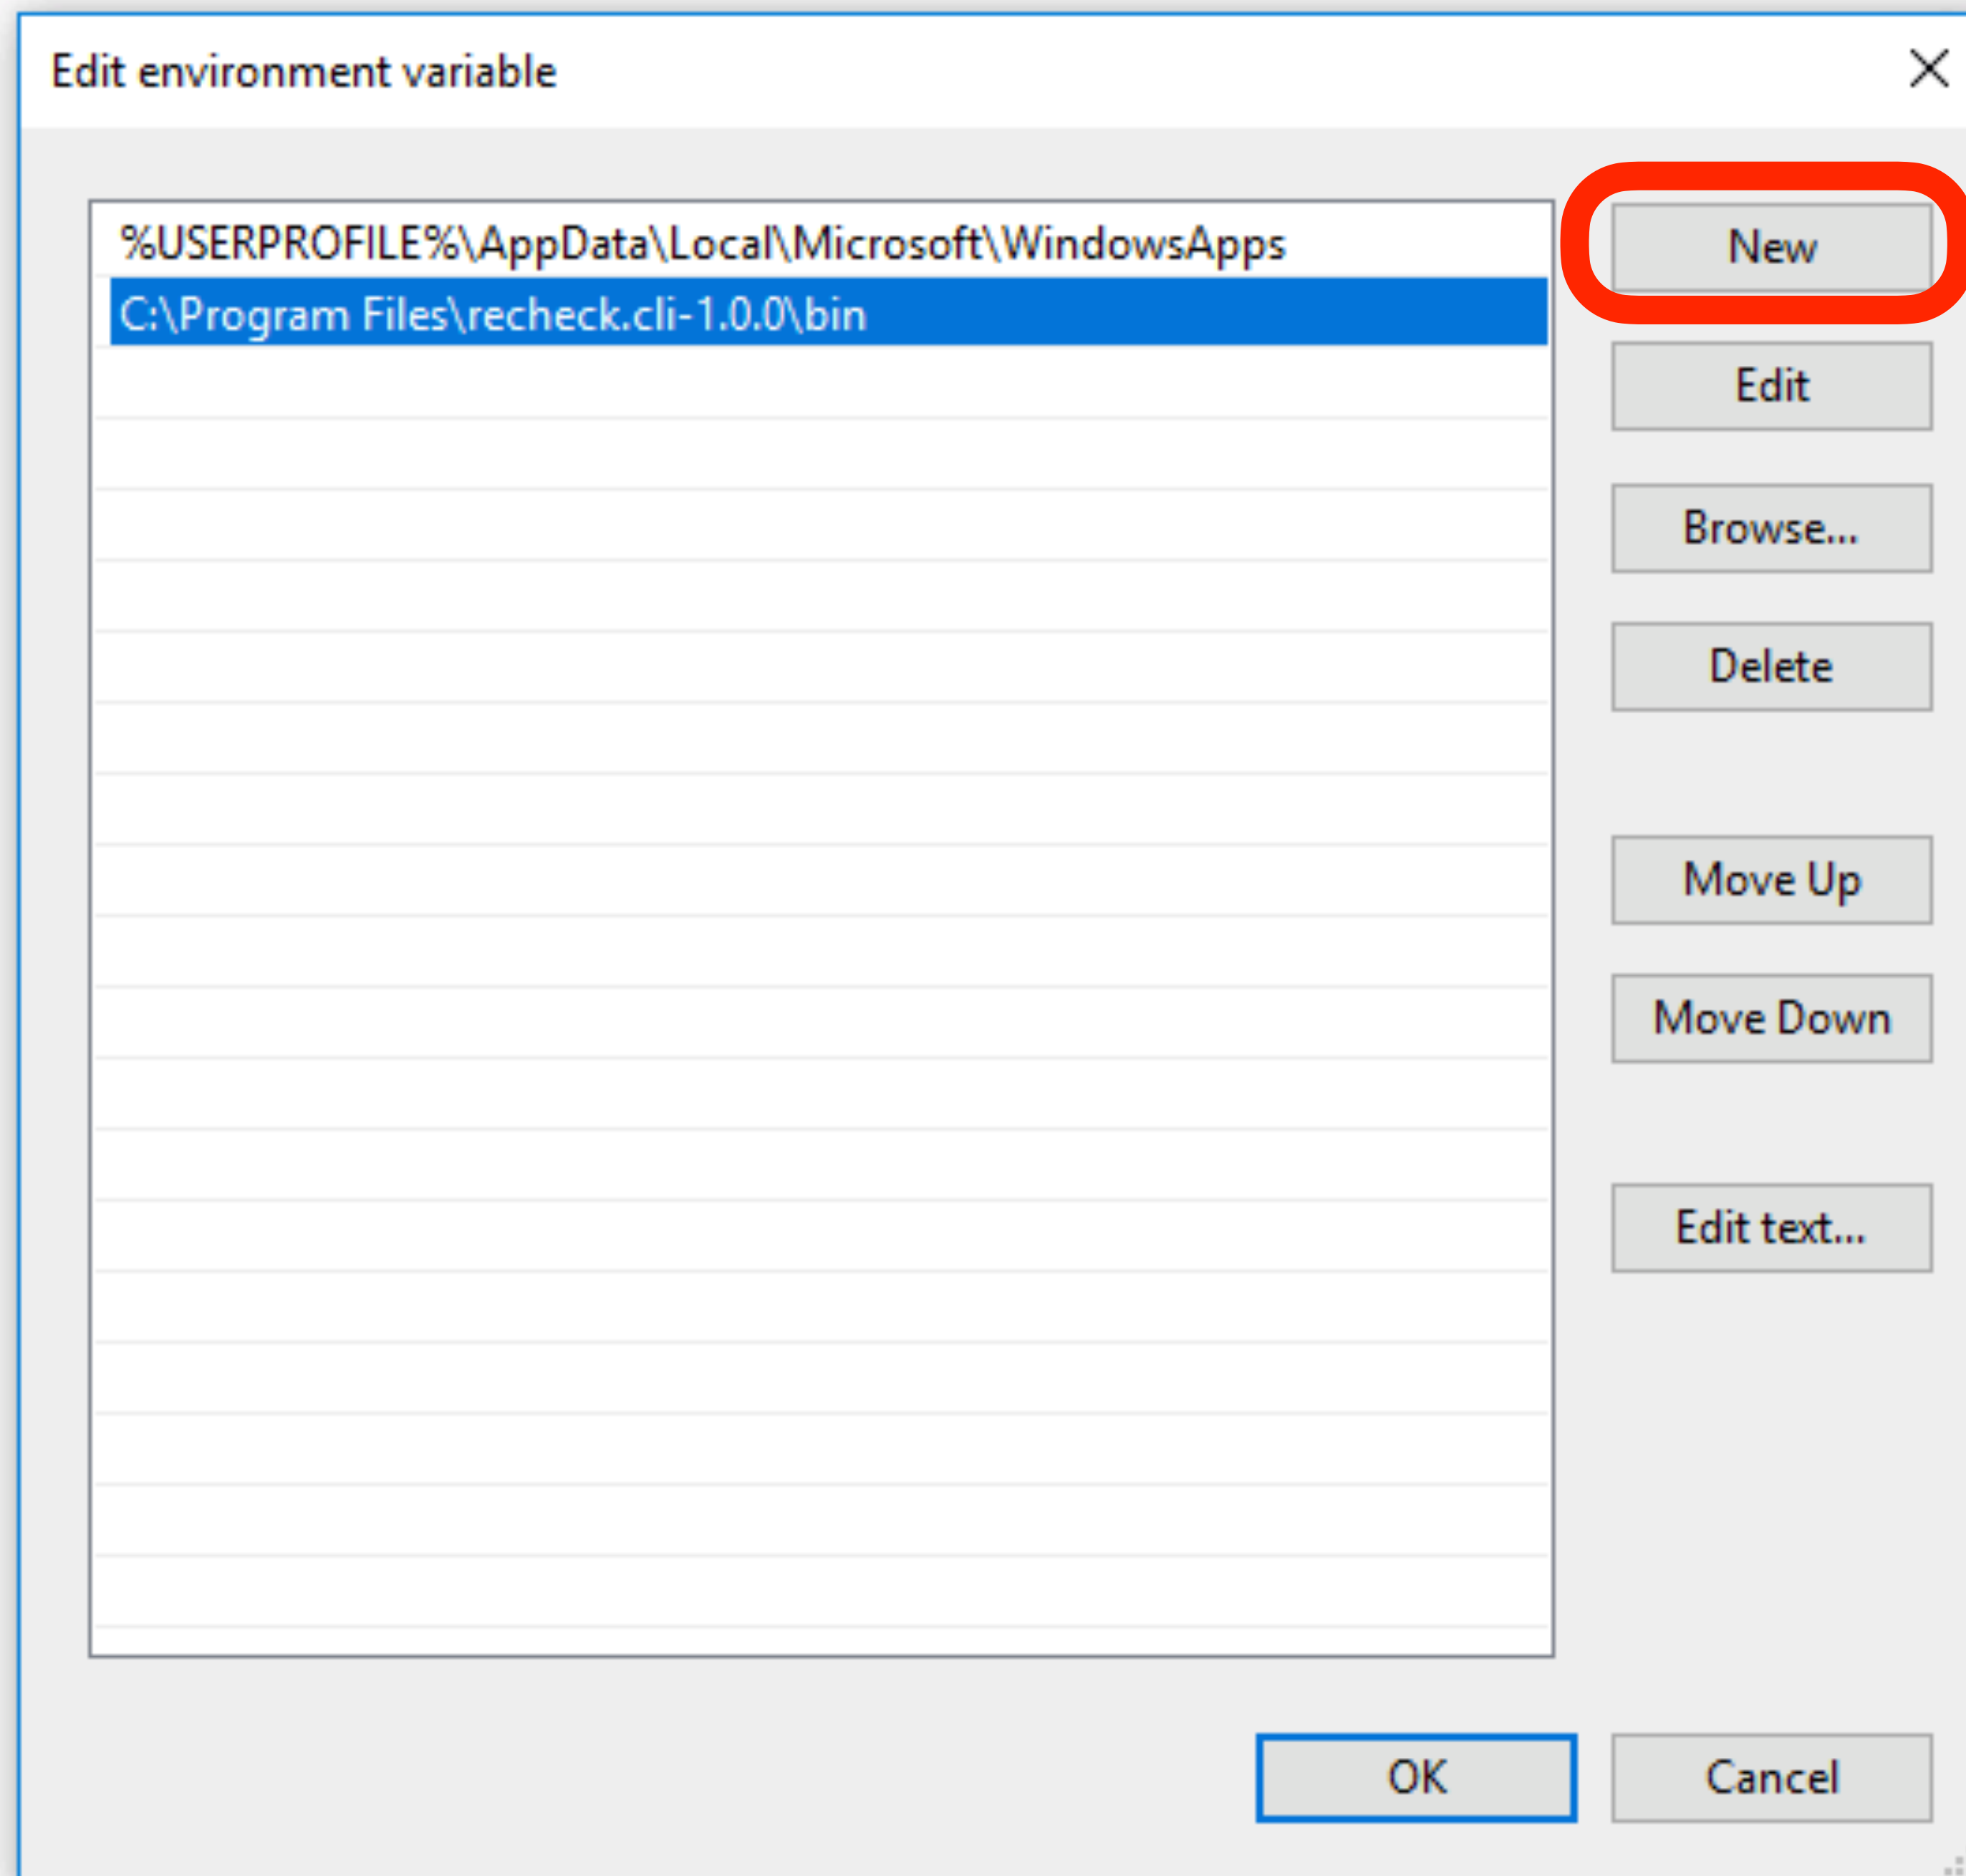 Edit environment variable
%USERPROFILE%\AppData\Local\Microsoft\WindowsApps
C:\Program Files\recheck.cli-1.0.0\bin
New
Edit
Browse...
Delete
Move Up
Move Down
Edit text...
OK
Cancel